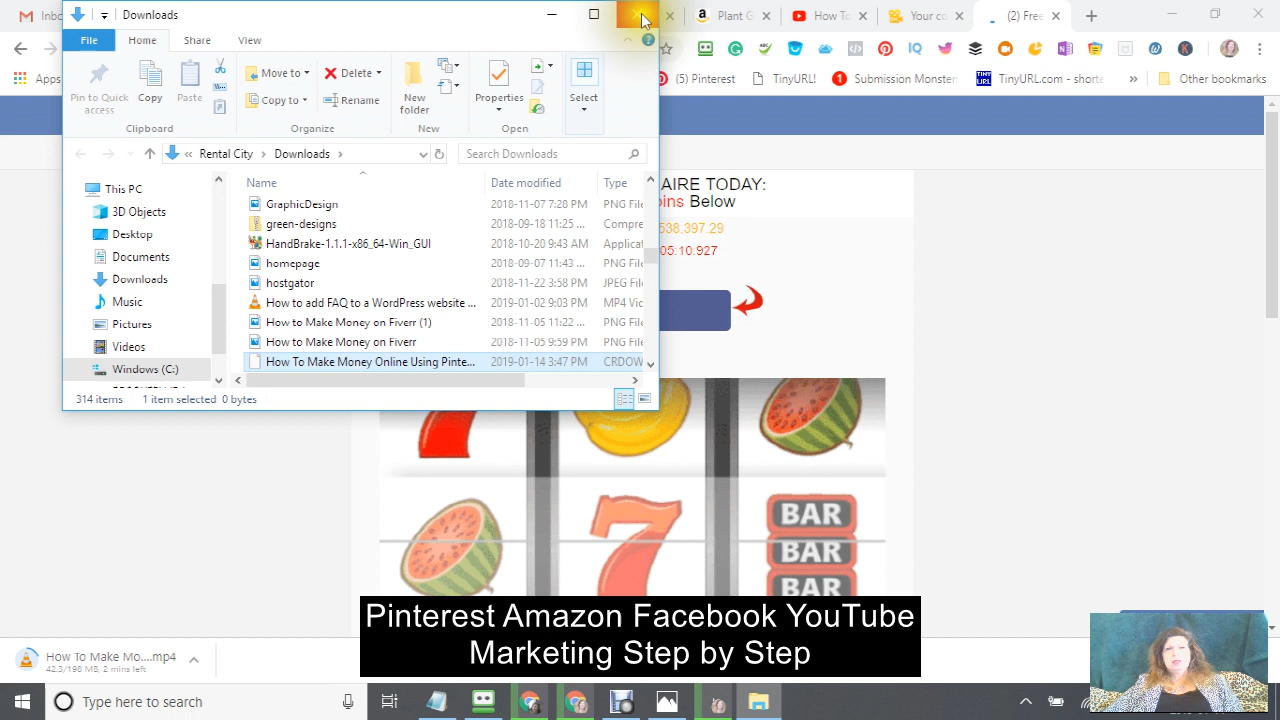 Inbo
Downloads
Plant G
How To
Your co
(2) Free
File
Home
Share
View
Pin to Quick access
Copy
Paste
Move to
Copy to
Delete
Rename
New folder
Properties
Select
Clipboard
Organize
New
Open
Apps
(5) Pinterest
TinyURL!
Submission Monster
TinyURL.com - shorte
Other bookmarks
Rental City
Downloads
Search Downloads
This PC
3D Objects
Desktop
Documents
Downloads
Music
Pictures
Videos
Windows (C:)
Name
Date modified
Type
GraphicDesign 2018-11-07 7:28 PM PNG File
green-designs 2018-09-18 11:25 ... Compre
HandBrake-1.1.1-x86_64-Win_GUI 2018-10-20 9:43 AM Applicat
homepage 2018-09-07 11:43 ... PNG File
hostgator 2018-11-22 3:58 PM JPEG File
How to add FAQ to a WordPress website ... 2019-01-02 9:03 PM MP4 Vid
How to Make Money on Fiverr (1) 2018-11-05 11:22 ... PNG File
How to Make Money on Fiverr 2018-11-05 9:59 PM PNG File
How To Make Money Online Using Pinte... 2019-01-14 3:47 PM CRDOW
314 items 1 item selected 0 bytes
AIRE TODAY:
ins Below
538,397.29
05:10.927
7
7
BAR
BAR
BAR
Pinterest Amazon Facebook YouTube
Marketing Step by Step
How To Make Mo....mp4
42.3/198 MB, 2 mins left
Type here to search